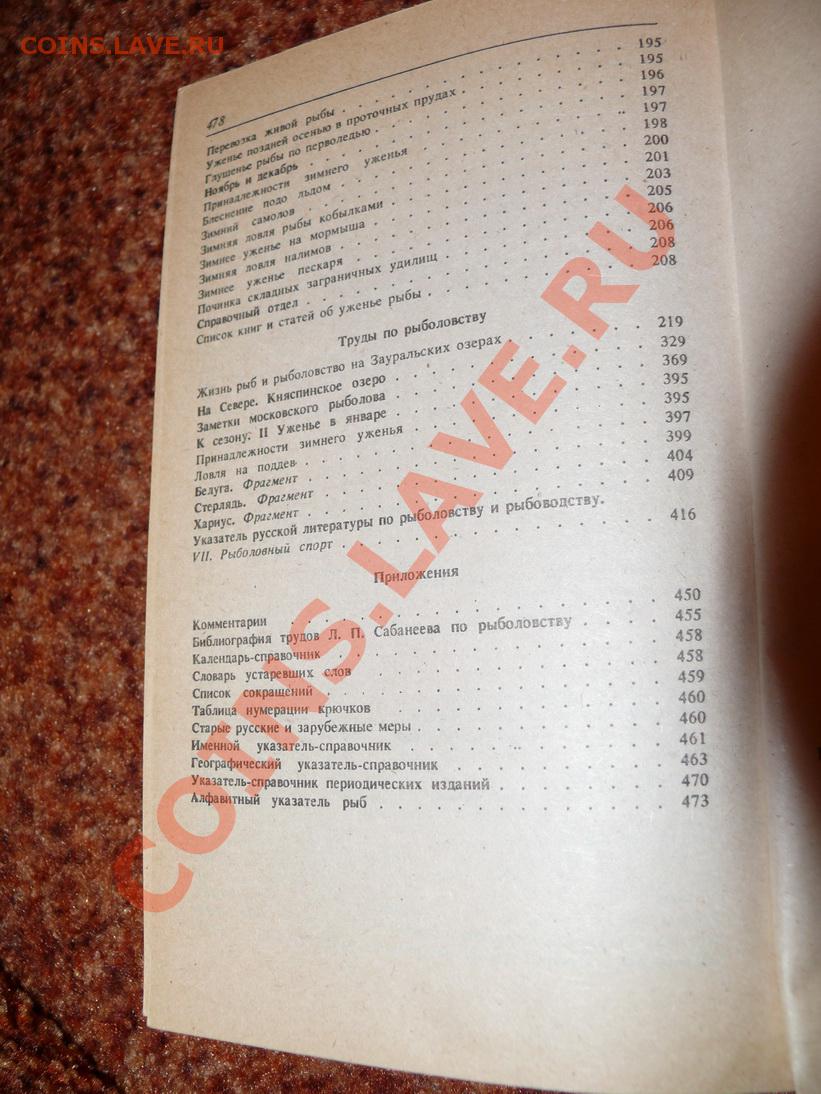 COINS.LAVE.RU
478
Перевозка живой рыбы . . . 195
Уженье поздней осенью в проточных прудах . . . 195
Глушенье рыбы по перволедью . . . 196
Ноябрь и декабрь . . . 197
Принадлежности зимнего уженья . . . 197
Блеснение подо льдом . . . 198
Зимний самолов . . . 200
Зимняя ловля рыбы кобылками . . . 201
Зимнее уженье на мормыша . . . 203
Зимняя ловля налимов . . . 205
Зимнее уженье пескаря . . . 206
Починка складных заграничных удилищ . . . 206
Справочный отдел . . . 208
Список книг и статей об уженье рыбы . . . 208
Труды по рыболовству
Жизнь рыб и рыболовство на Зауральских озерах . . . 219
На Севере. Княспинское озеро . . . 329
Заметки московского рыболова . . . 369
К сезону: II Уженье в январе . . . 395
Принадлежности зимнего уженья . . . 395
Ловля на поддев . . . 397
Белуга. Фрагмент . . . 399
Стерлядь. Фрагмент . . . 404
Хариус. Фрагмент . . . 409
Указатель русской литературы по рыболовству и рыбоводству.
VII. Рыболовный спорт . . . 416
Приложения
Комментарии . . . 450
Библиография трудов Л. П. Сабанеева по рыболовству . . . 455
Календарь-справочник . . . 458
Словарь устаревших слов . . . 458
Список сокращений . . . 459
Таблица нумерации крючков . . . 460
Старые русские и зарубежные меры . . . 460
Именной указатель-справочник . . . 461
Географический указатель-справочник . . . 463
Указатель-справочник периодических изданий . . . 470
Алфавитный указатель рыб . . . 473
COINS.LAVE.RU